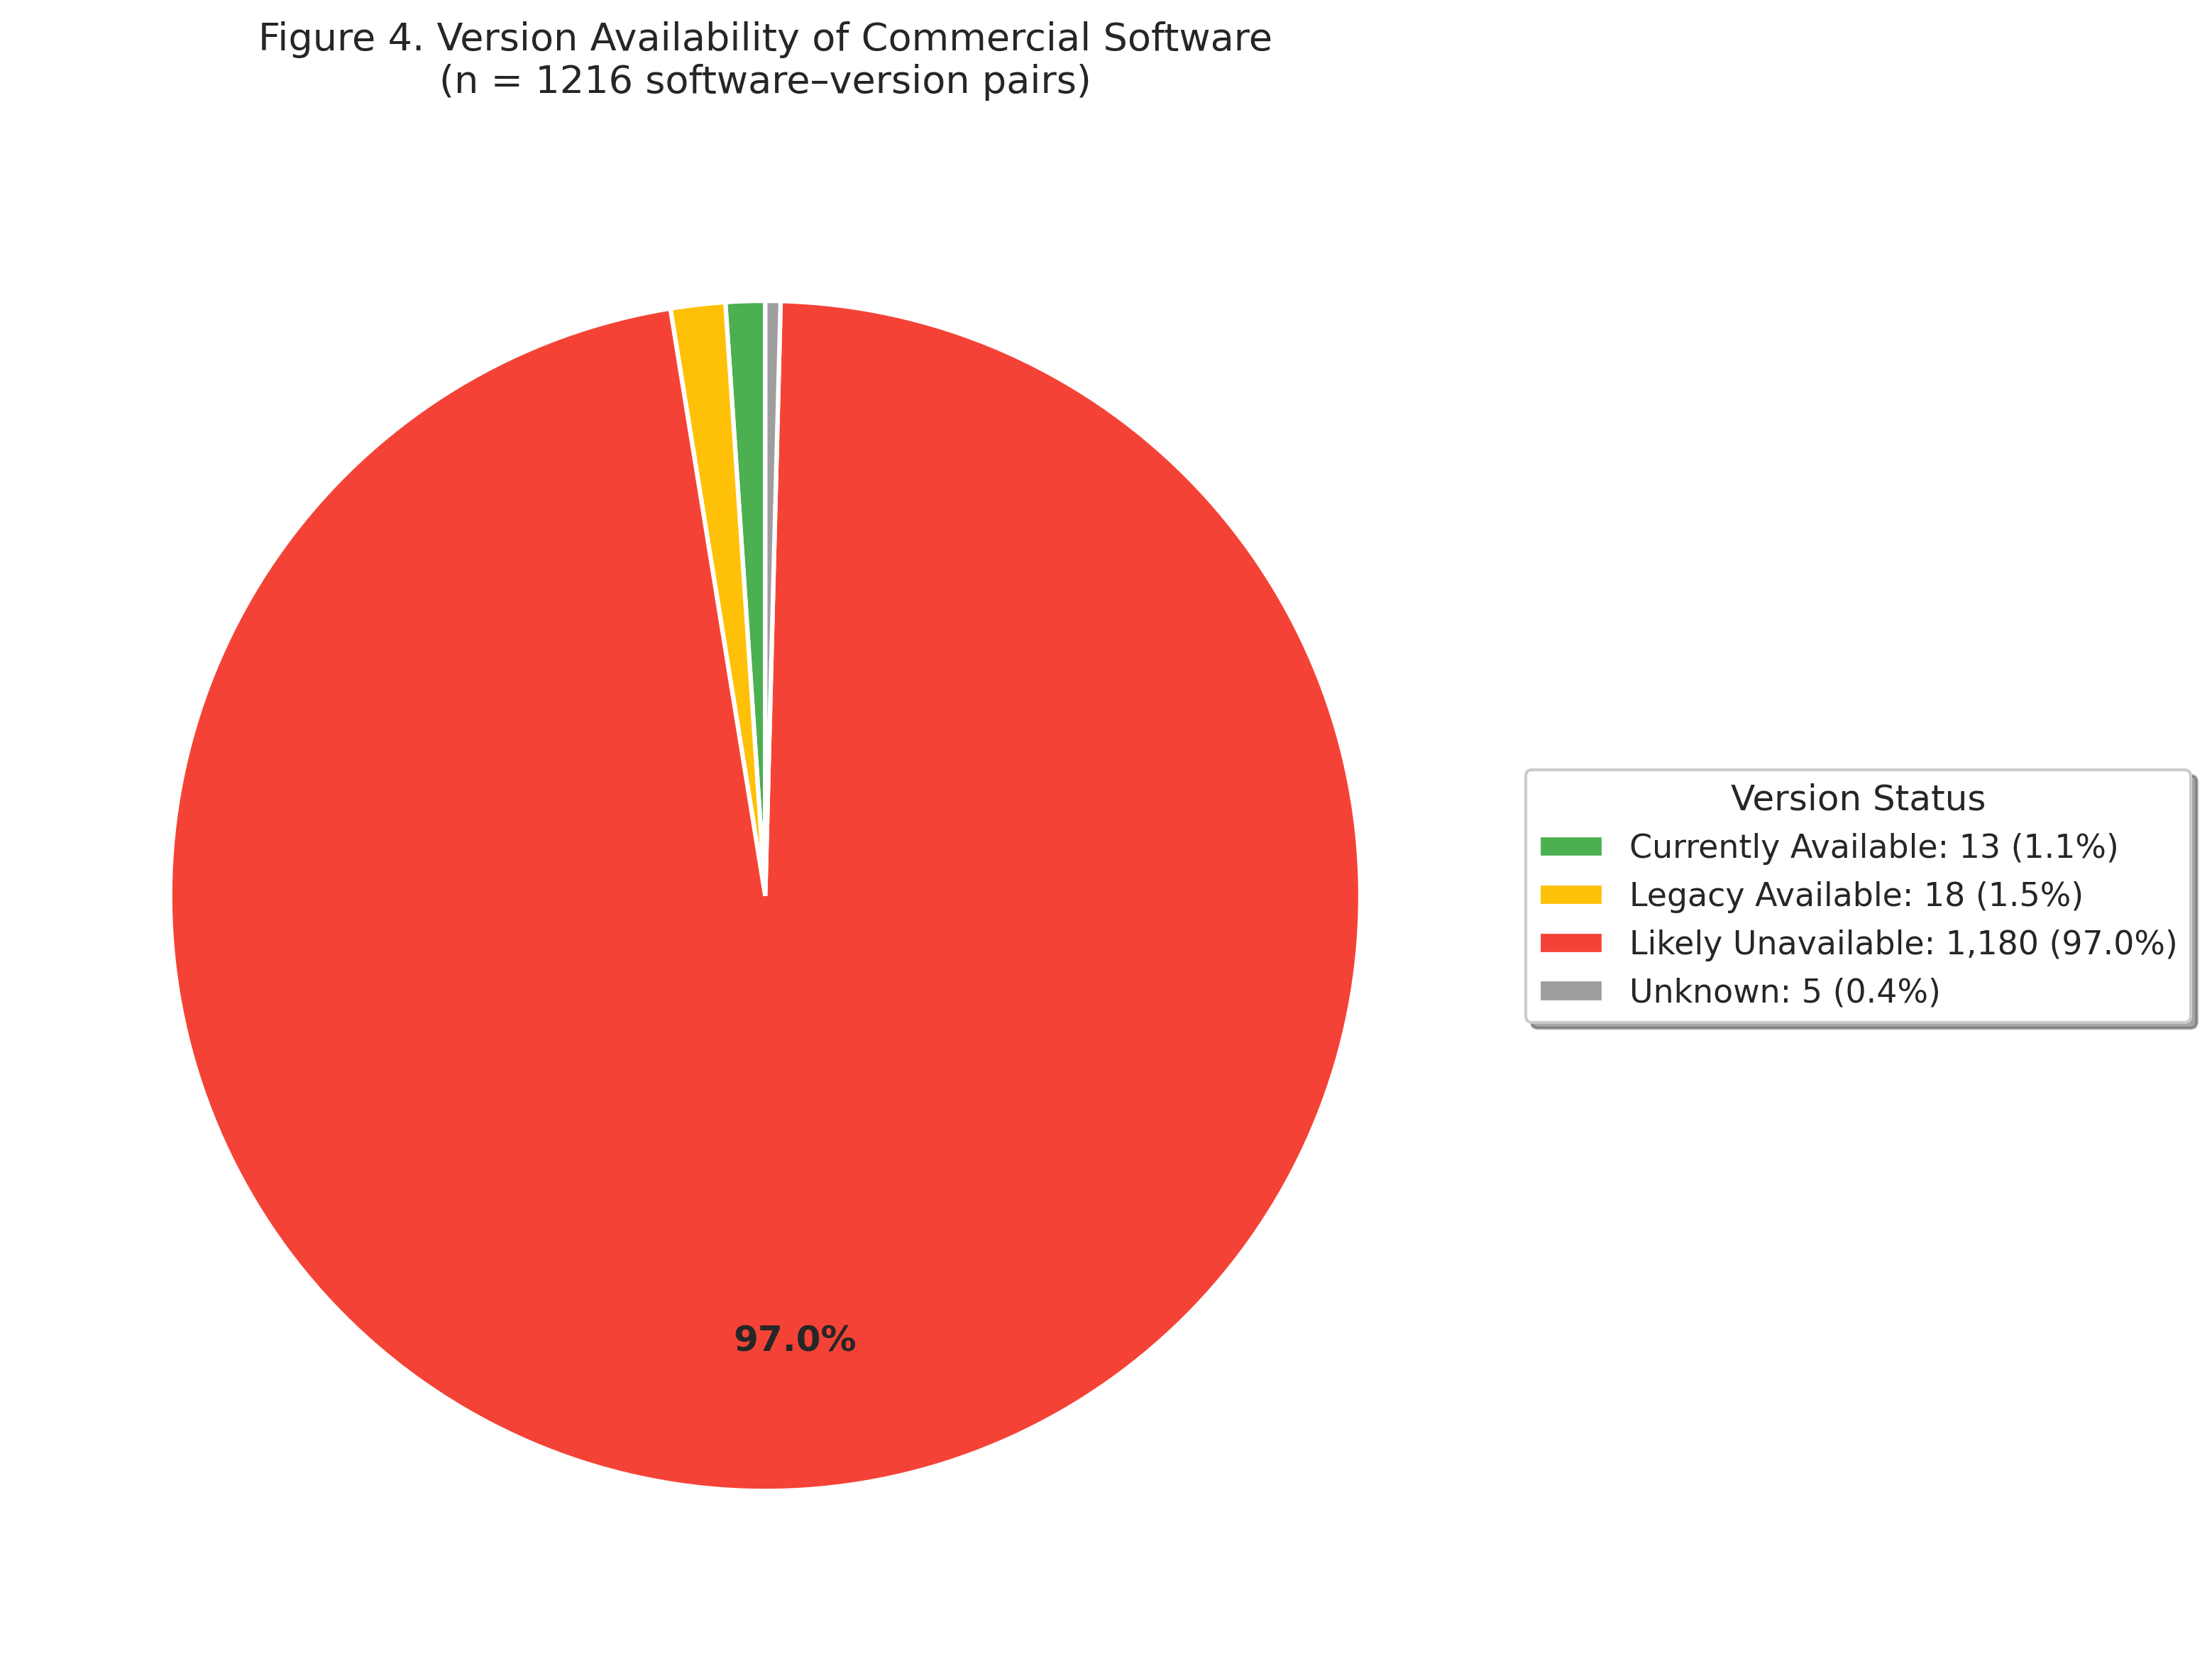 Figure 4. Version Availability of Commercial Software
(n = 1216 software–version pairs)
97.0%
Version Status
Currently Available: 13 (1.1%)
Legacy Available: 18 (1.5%)
Likely Unavailable: 1,180 (97.0%)
Unknown: 5 (0.4%)